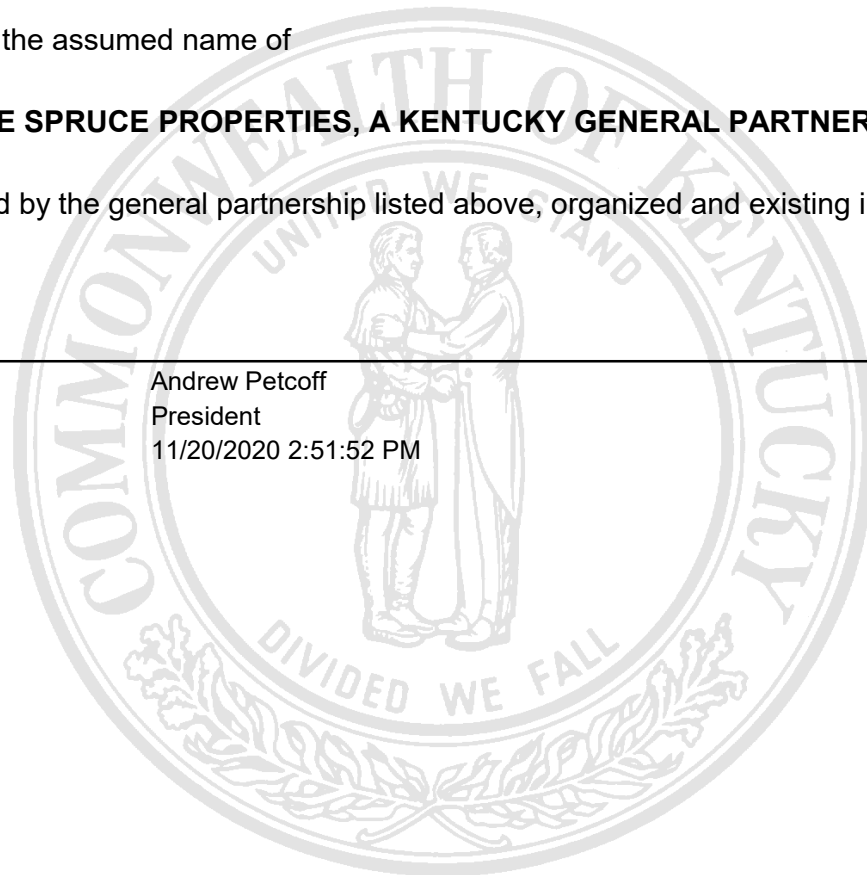 the assumed name of
E SPRUCE PROPERTIES, A KENTUCKY GENERAL PARTNER
d by the general partnership listed above, organized and existing i
Andrew Petcoff
President
11/20/2020 2:51:52 PM
COMMONWEALTH OF KENTUCKY
UNITED WE STAND
DIVIDED WE FALL